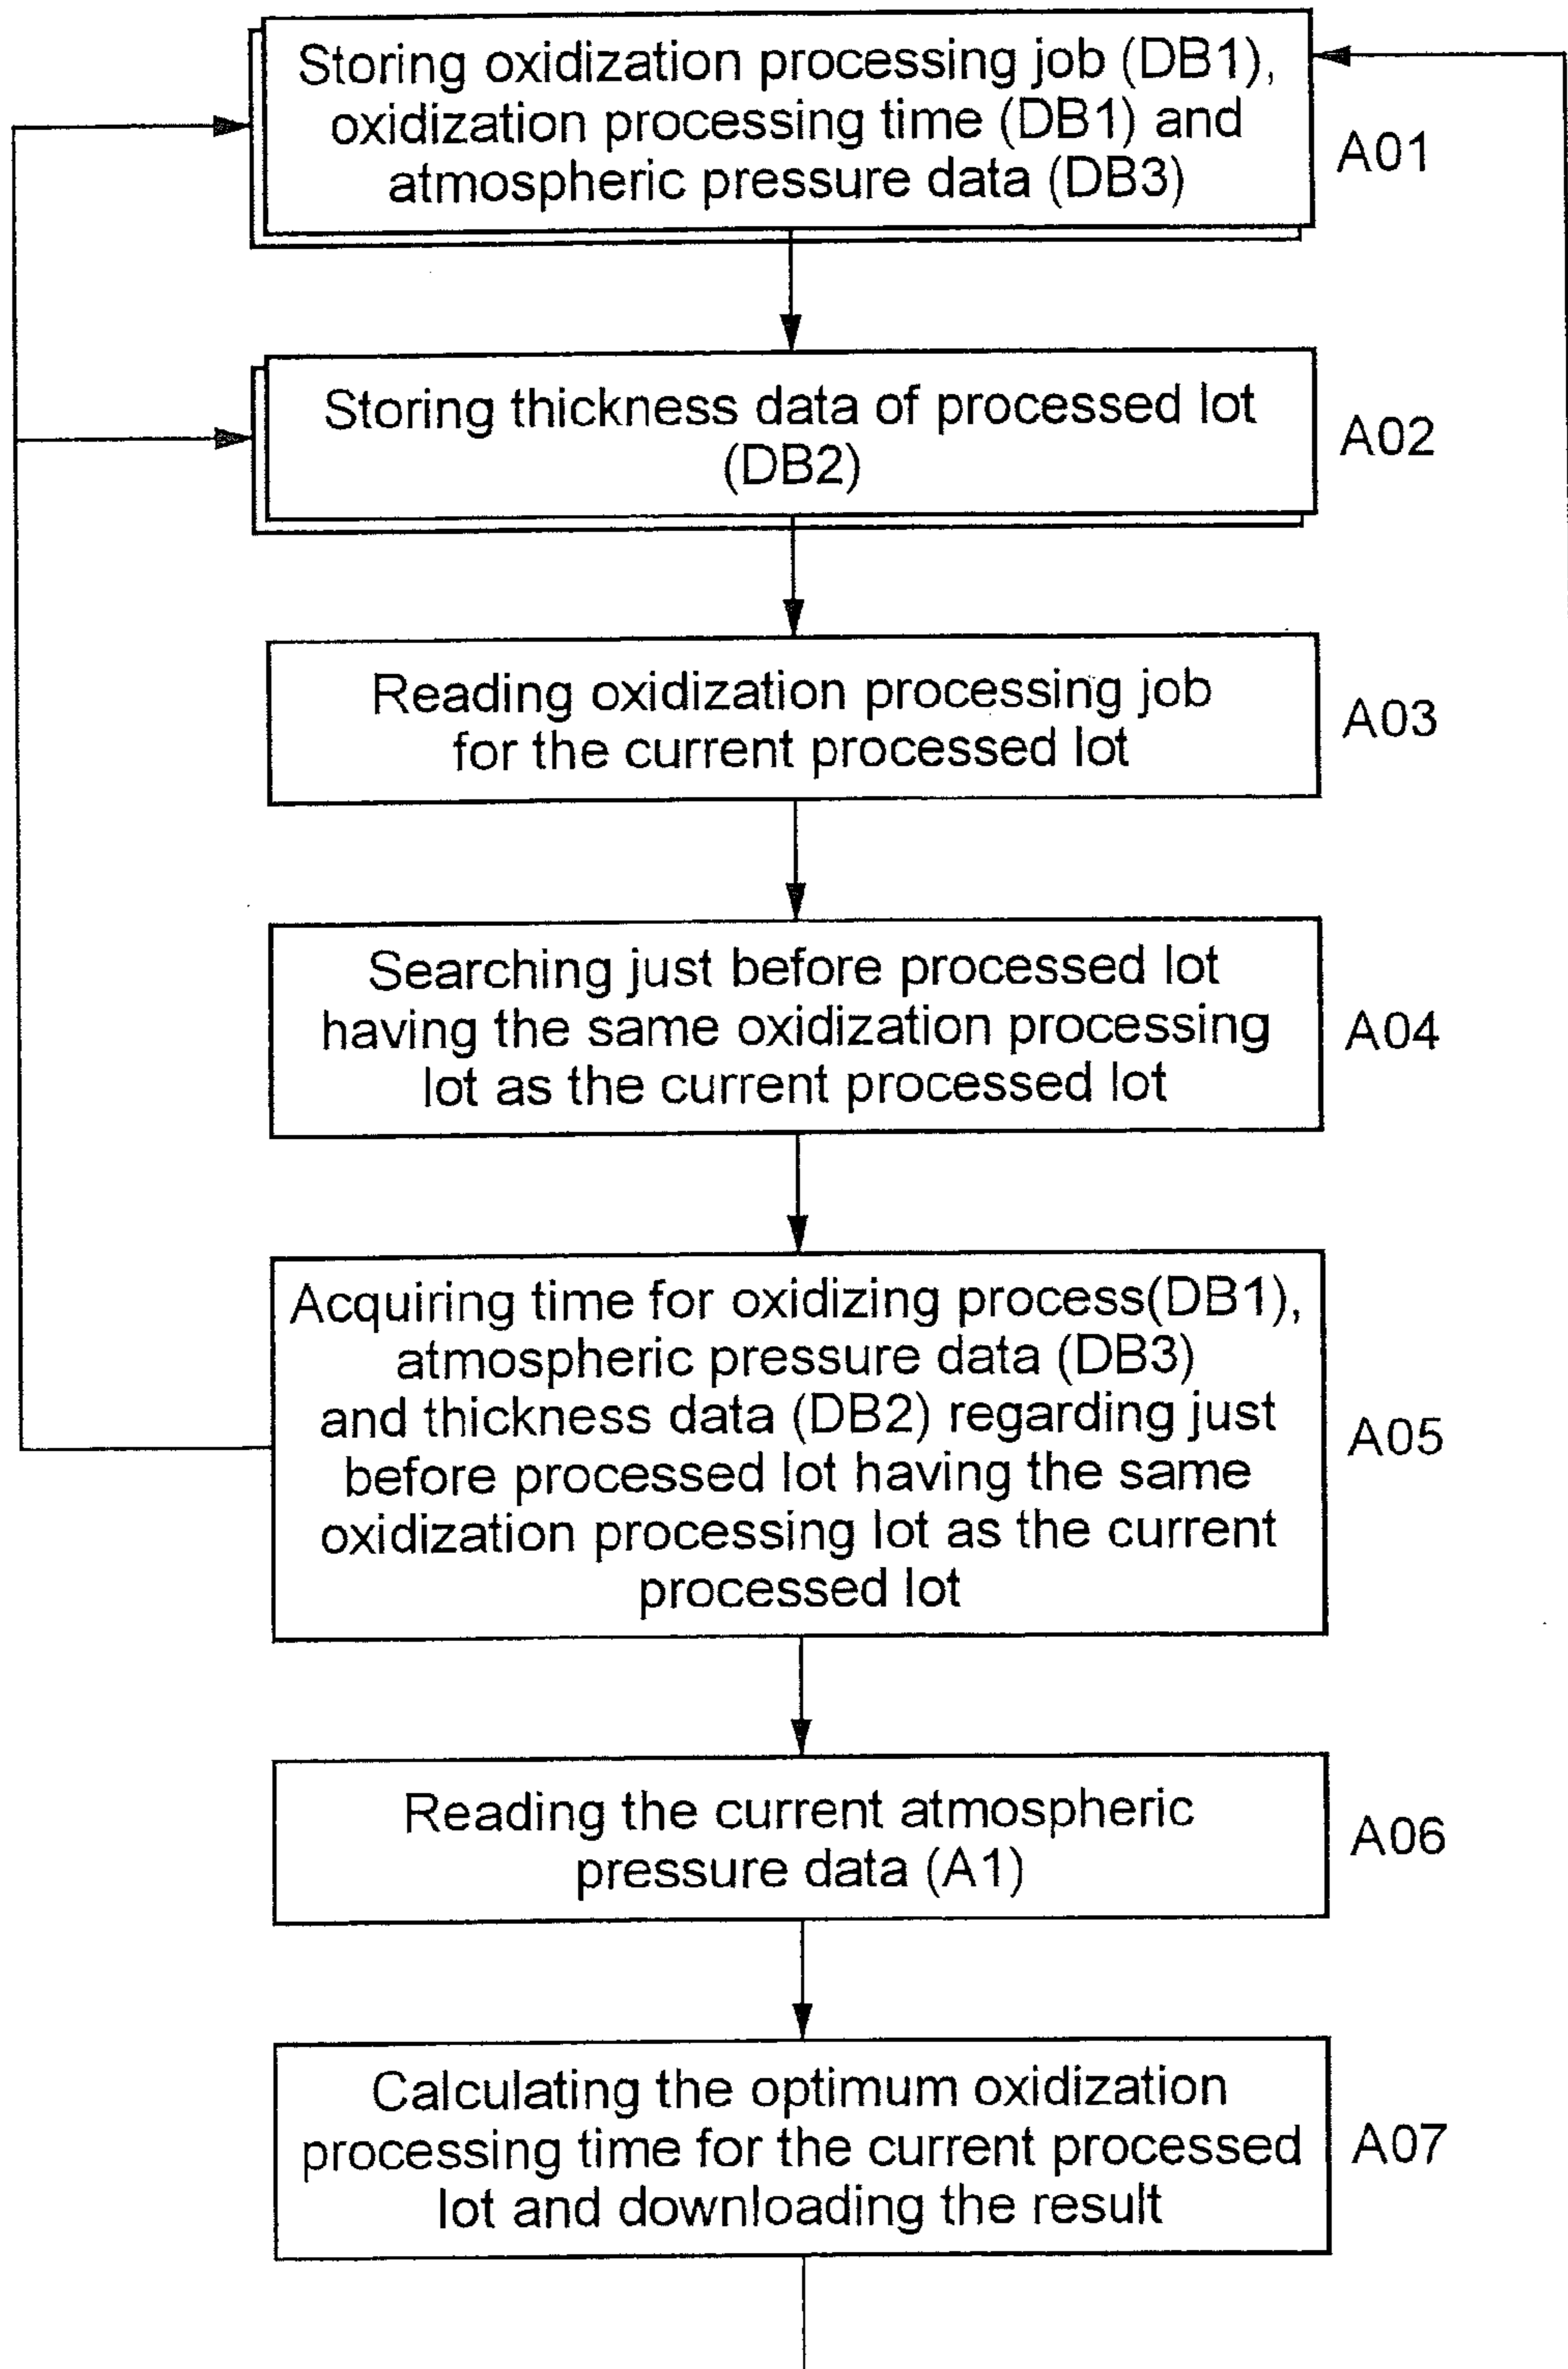 Storing oxidization processing job (DB1),
oxidization processing time (DB1) and
atmospheric pressure data (DB3)
A01
Storing thickness data of processed lot
(DB2)
A02
Reading oxidization processing job
for the current processed lot
A03
Searching just before processed lot
having the same oxidization processing
lot as the current processed lot
A04
Acquiring time for oxidizing process(DB1),
atmospheric pressure data (DB3)
and thickness data (DB2) regarding just
before processed lot having the same
oxidization processing lot as the current
processed lot
A05
Reading the current atmospheric
pressure data (A1)
A06
Calculating the optimum oxidization
processing time for the current processed
lot and downloading the result
A07